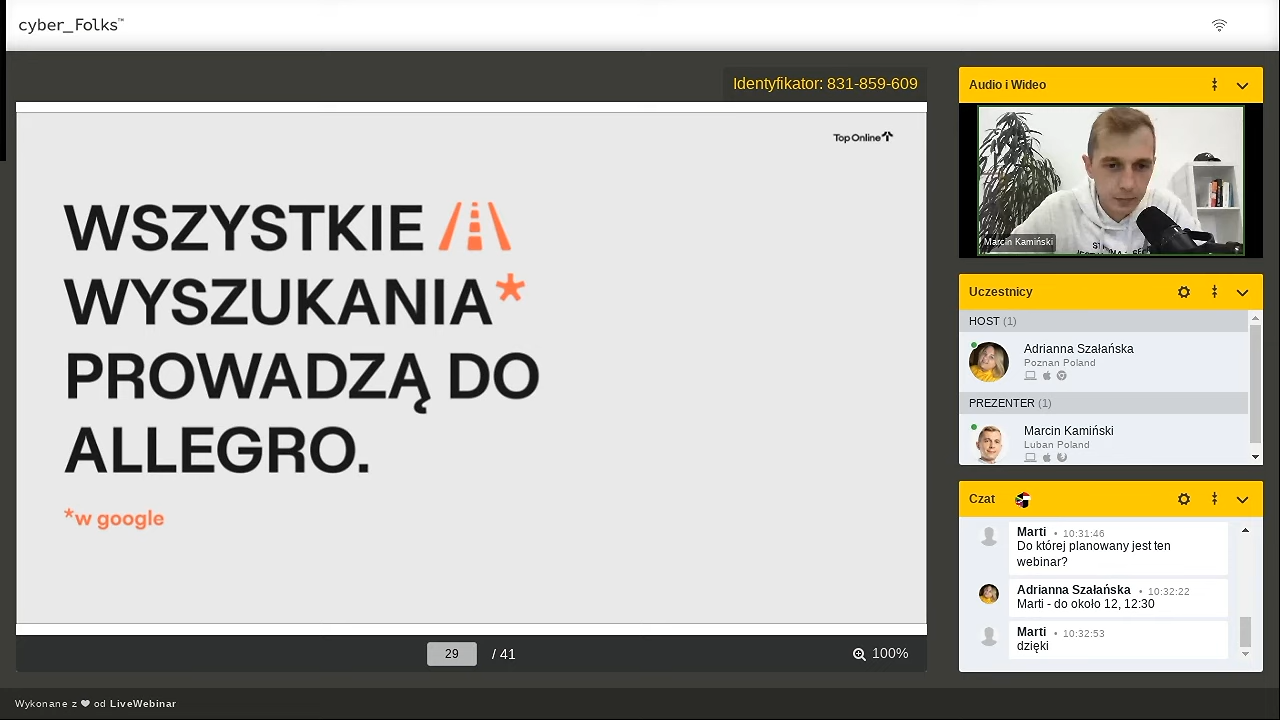 cyber_Folks™
Identyfikator: 831-859-609
Top Online
WSZYSTKIE
WYSZUKANIA*
PROWADZĄ DO
ALLEGRO.
*w google
29 / 41
100%
Audio i Wideo
Marcin Kamiński
Uczestnicy
HOST (1)
Adrianna Szałańska
Poznan Poland
PREZENTER (1)
Marcin Kamiński
Luban Poland
Czat
Marti • 10:31:46
Do której planowany jest ten
webinar?
Adrianna Szałańska • 10:32:22
Marti - do około 12, 12:30
Marti • 10:32:53
dzięki
Wykonane z ❤ od LiveWebinar